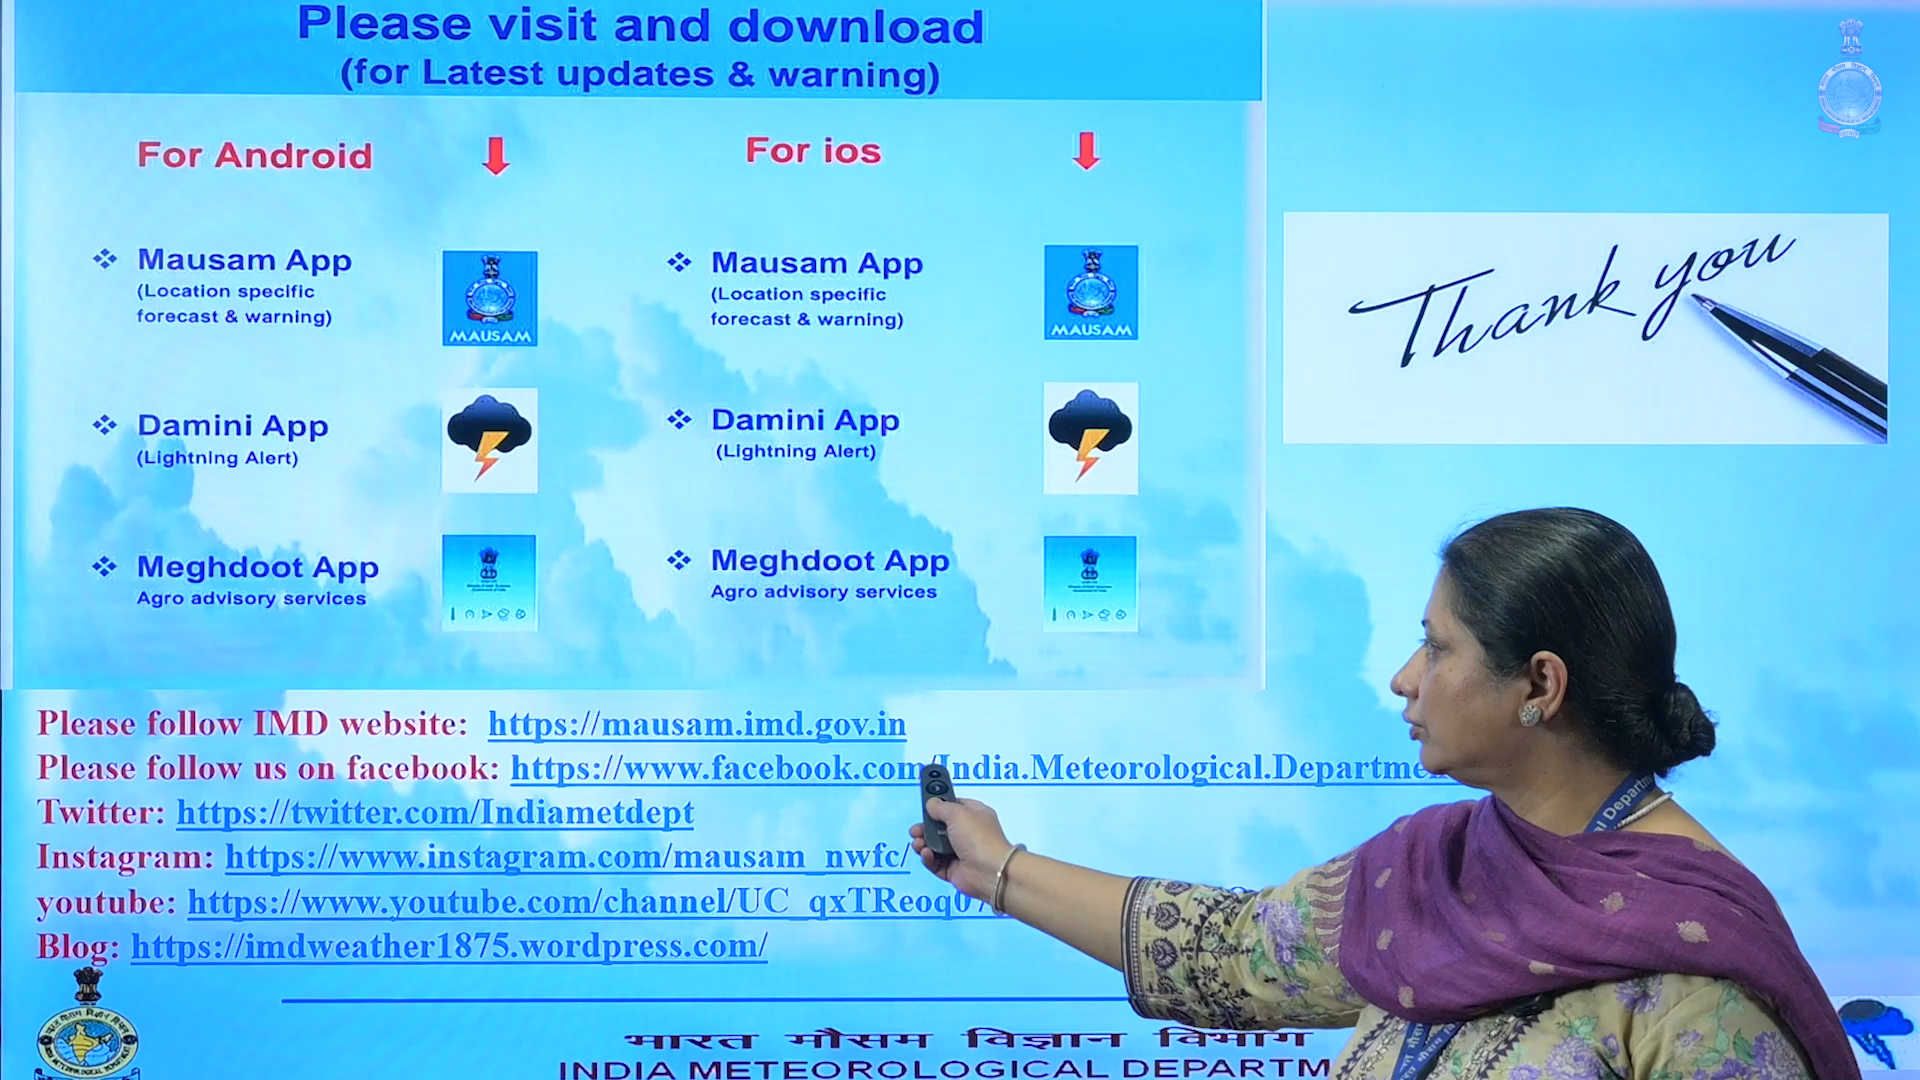 Please visit and download
(for Latest updates & warning)
For Android
For ios
Mausam App
(Location specific
forecast & warning)
MAUSAM
Mausam App
(Location specific
forecast & warning)
MAUSAM
Damini App
(Lightning Alert)
Damini App
(Lightning Alert)
Meghdoot App
Agro advisory services
Meghdoot App
Agro advisory services
Thank you
Please follow IMD website: https://mausam.imd.gov.in
Please follow us on facebook: https://www.facebook.com/India.Meteorological.Departme
Twitter: https://twitter.com/Indiametdept
Instagram: https://www.instagram.com/mausam_nwfc/
youtube: https://www.youtube.com/channel/UC_qxTReoq07
Blog: https://imdweather1875.wordpress.com/
भारत मौसम विज्ञान विभाग
INDIA METEOROLOGICAL DEPARTM